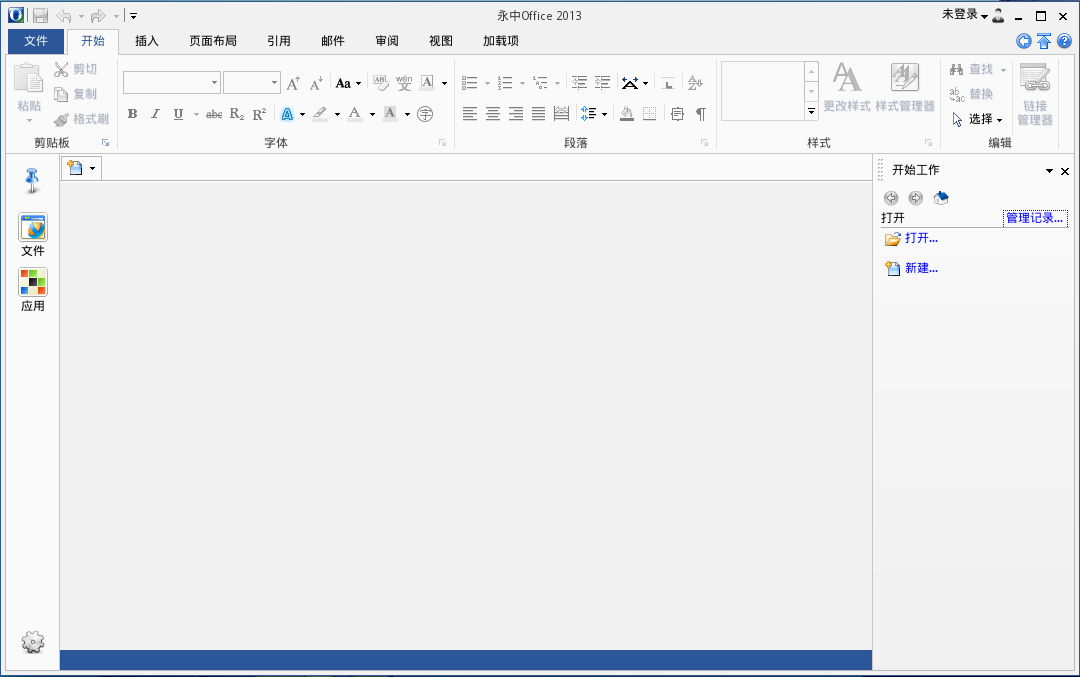 永中Office 2013
未登录
文件 开始 插入 页面布局 引用 邮件 审阅 视图 加载项
粘贴
剪切
复制
格式刷
剪贴板
Aa
wén
文
A
B I U abc R₂ R² A A A 字
字体
段落
更改样式
样式管理器
样式
查找
替换
选择
链接
管理器
编辑
文件
应用
开始工作
打开
管理记录...
打开...
新建...